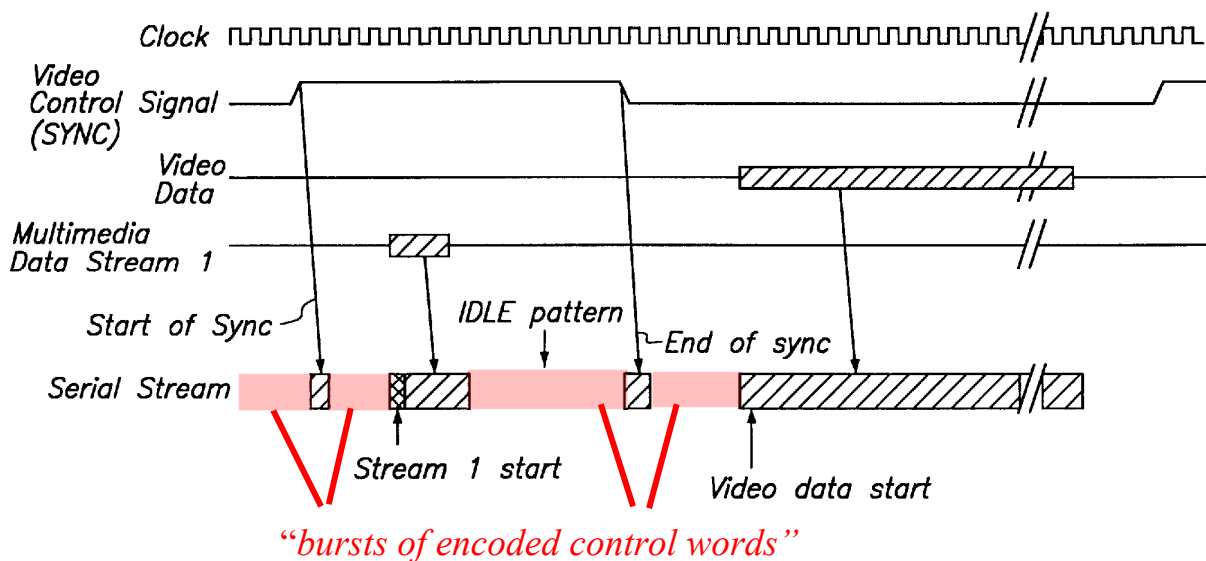 Clock
Video
Control Signal
(SYNC)
Video
Data
Multimedia
Data Stream 1
Start of Sync
IDLE pattern
End of sync
Serial Stream
Stream 1 start
Video data start
“bursts of encoded control words”